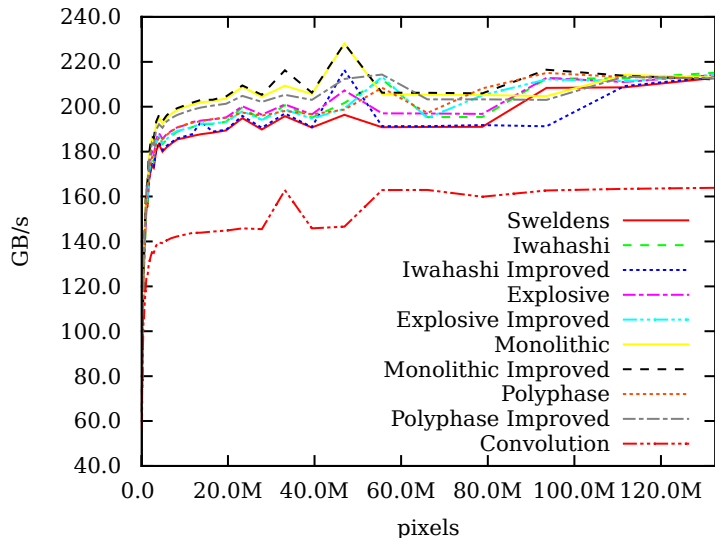 240.0
220.0
200.0
180.0
160.0
140.0
120.0
100.0
80.0
60.0
40.0
GB/s
Sweldens
Iwahashi
Iwahashi Improved
Explosive
Explosive Improved
Monolithic
Monolithic Improved
Polyphase
Polyphase Improved
Convolution
0.0 20.0M 40.0M 60.0M 80.0M 100.0M 120.0M
pixels